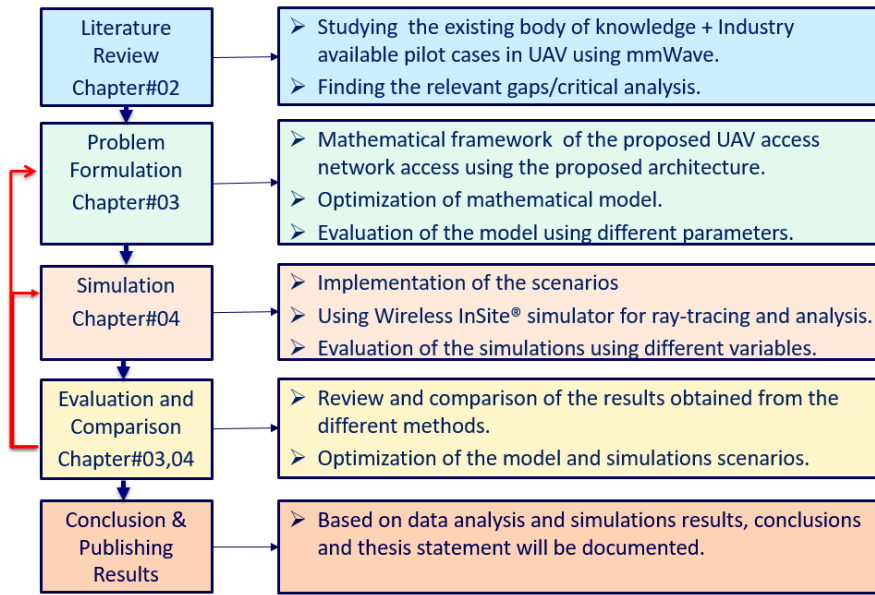 Literature
Review
Chapter#02
➢ Studying the existing body of knowledge + Industry
available pilot cases in UAV using mmWave.
➢ Finding the relevant gaps/critical analysis.
Problem
Formulation
Chapter#03
➢ Mathematical framework of the proposed UAV access
network access using the proposed architecture.
➢ Optimization of mathematical model.
➢ Evaluation of the model using different parameters.
Simulation
Chapter#04
➢ Implementation of the scenarios
➢ Using Wireless InSite® simulator for ray-tracing and analysis.
➢ Evaluation of the simulations using different variables.
Evaluation and
Comparison
Chapter#03,04
➢ Review and comparison of the results obtained from the
different methods.
➢ Optimization of the model and simulations scenarios.
Conclusion &
Publishing
Results
➢ Based on data analysis and simulations results, conclusions
and thesis statement will be documented.